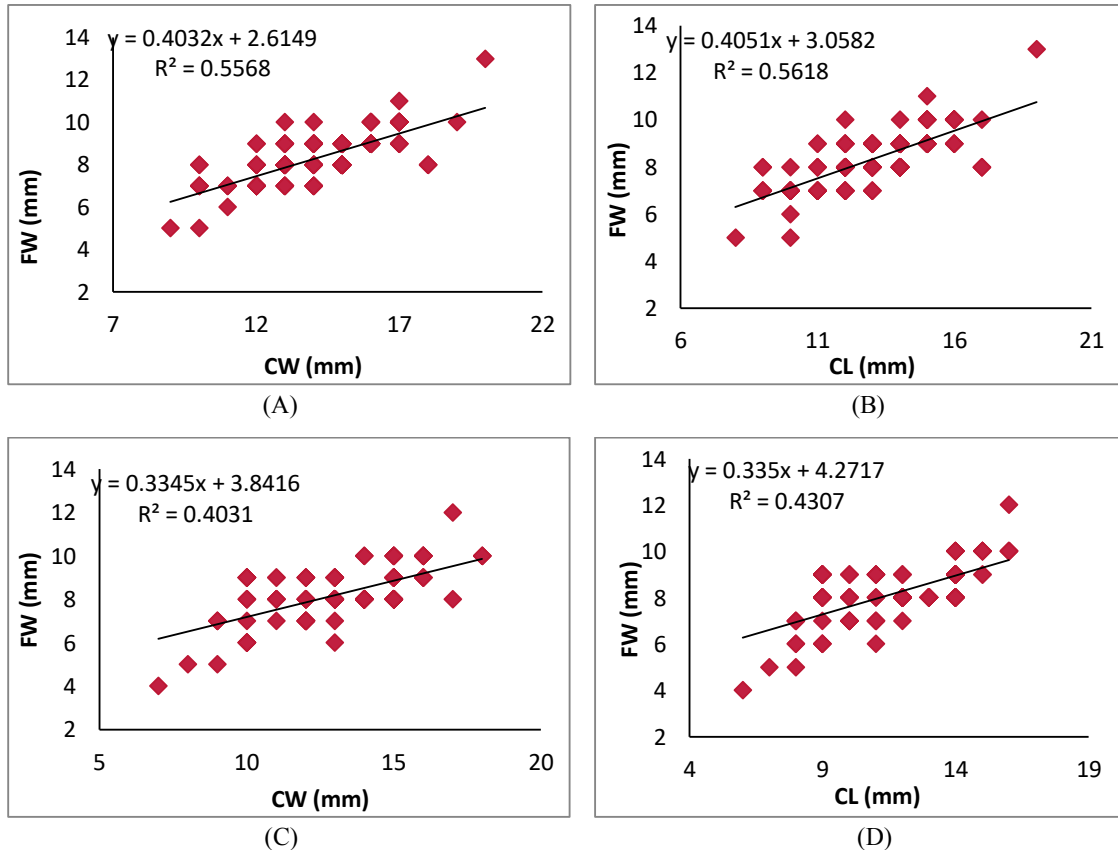 y = 0.4032x + 2.6149
R² = 0.5568
14
12
10
8
6
4
2
FW (mm)
7
12
17
22
CW (mm)
(A)
y = 0.4051x + 3.0582
R² = 0.5618
14
12
10
8
6
4
2
FW (mm)
6
11
16
21
CL (mm)
(B)
y = 0.3345x + 3.8416
R² = 0.4031
14
12
10
8
6
4
2
FW (mm)
5
10
15
20
CW (mm)
(C)
y = 0.335x + 4.2717
R² = 0.4307
14
12
10
8
6
4
2
FW (mm)
4
9
14
19
CL (mm)
(D)